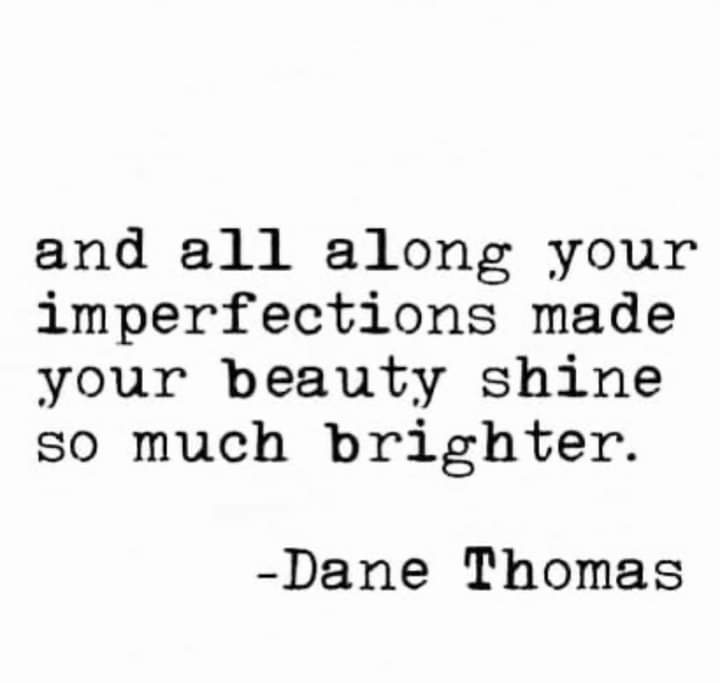 and all along your
imperfections made
your beauty shine
so much brighter.
-Dane Thomas